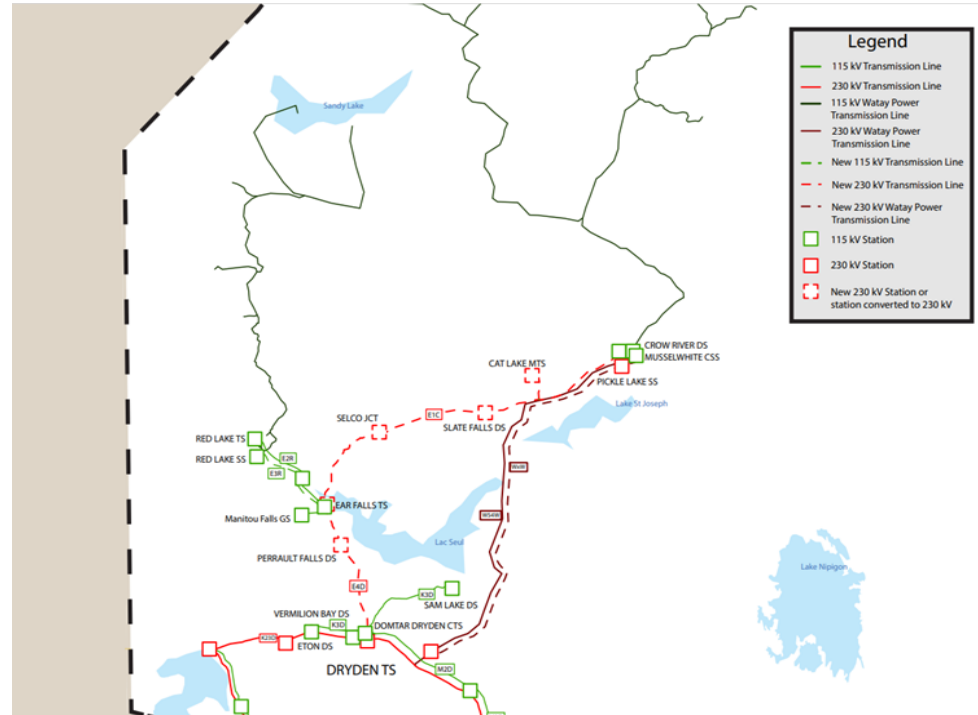 Legend
115 kV Transmission Line
230 kV Transmission Line
115 kV Watay Power
Transmission Line
230 kV Watay Power
Transmission Line
New 115 kV Transmission Line
New 230 kV Transmission Line
New 230 kV Watay Power
Transmission Line
115 kV Station
230 kV Station
New 230 kV Station or
station converted to 230 kV
Sandy Lake
CROW RIVER DS
MUSSELWHITE CSS
CAT LAKE MTS
PICKLE LAKE SS
Lake St Joseph
SELCO JCT
E1C
SLATE FALLS DS
RED LAKE TS
RED LAKE SS
E2R
E3R
WxW
EAR FALLS TS
Manitou Falls GS
W54W
Lac Seul
PERRAULT FALLS DS
Lake Nipigon
E4D
K3D
SAM LAKE DS
VERMILION BAY DS
K3D
DOMTAR DRYDEN CTS
K23D
ETON DS
DRYDEN TS
M2D